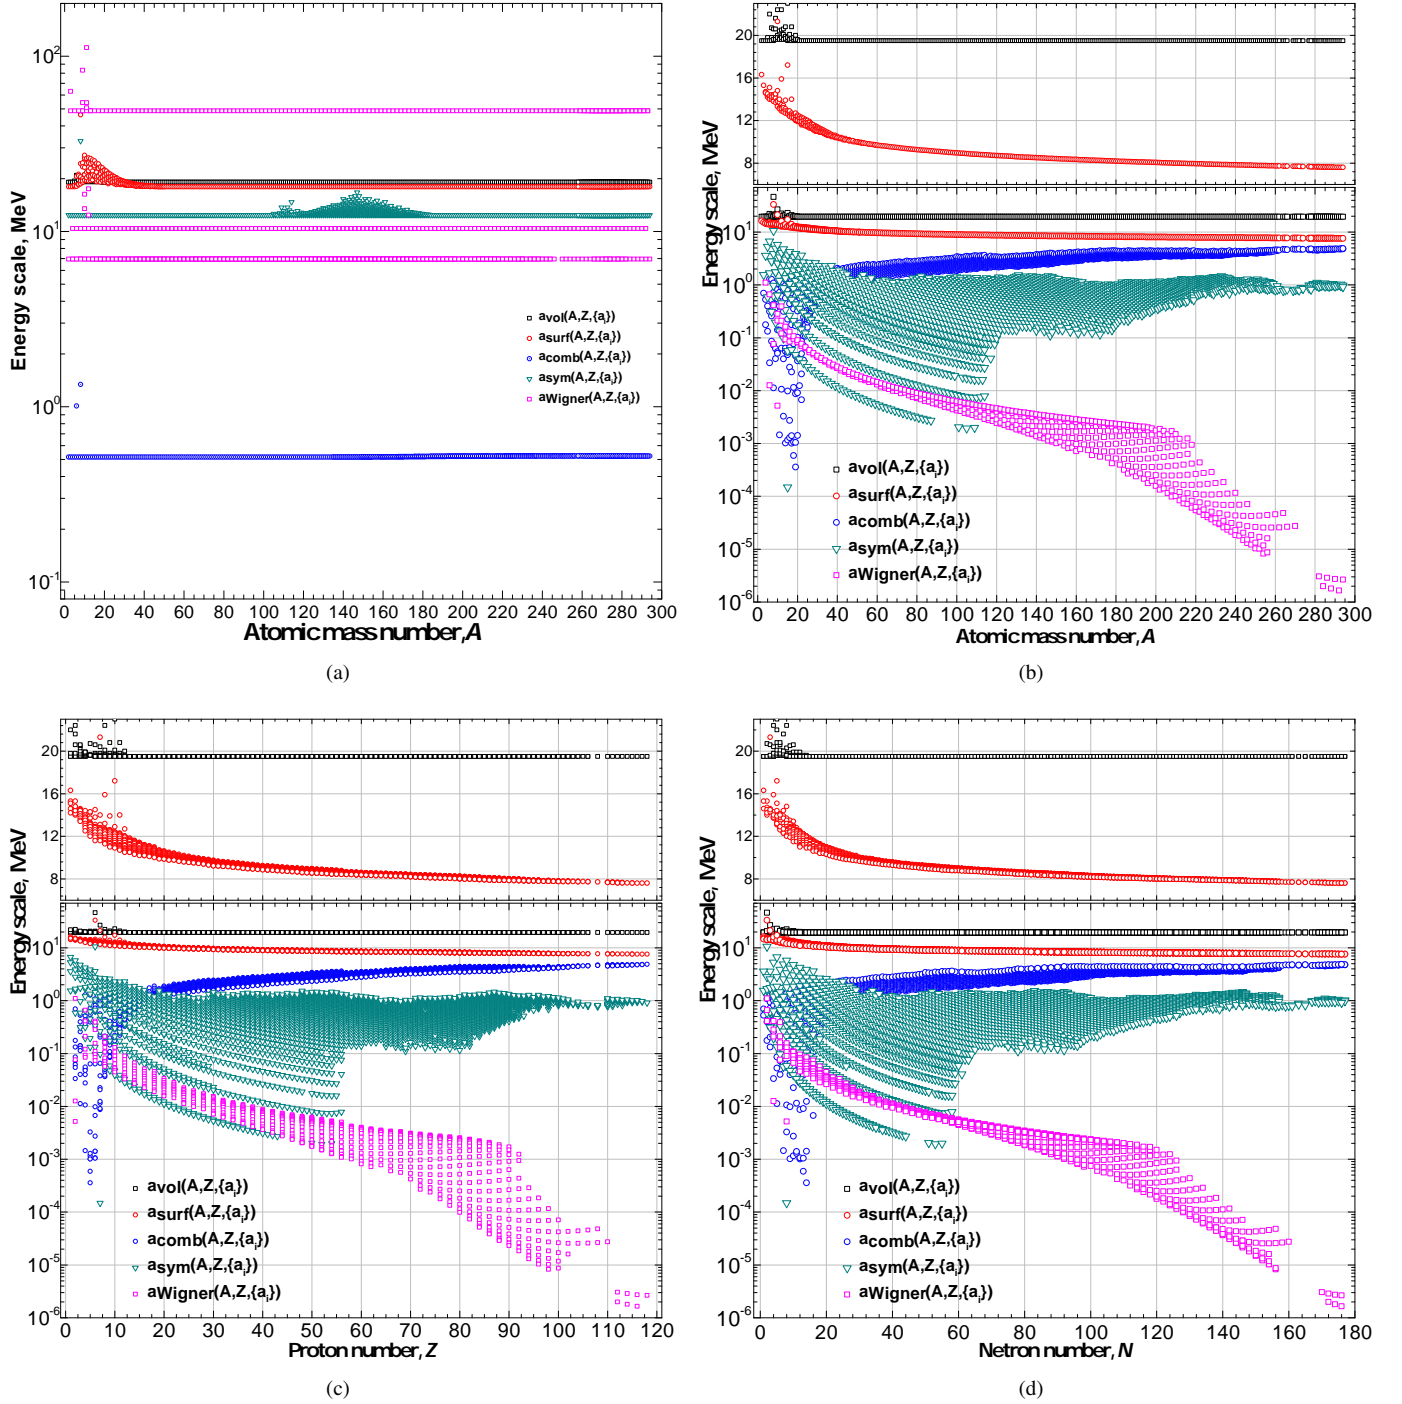 10²
10¹
10⁰
10⁻¹
Energy scale, MeV
avol(A,Z,{aᵢ})
asurf(A,Z,{aᵢ})
acomb(A,Z,{aᵢ})
asym(A,Z,{aᵢ})
aWigner(A,Z,{aᵢ})
0 20 40 60 80 100 120 140 160 180 200 220 240 260 280 300
Atomic mass number, A
(a)
20
16
12
8
10¹
10⁰
10⁻¹
10⁻²
10⁻³
10⁻⁴
10⁻⁵
10⁻⁶
Energy scale, MeV
avol(A,Z,{aᵢ})
asurf(A,Z,{aᵢ})
acomb(A,Z,{aᵢ})
asym(A,Z,{aᵢ})
aWigner(A,Z,{aᵢ})
0 20 40 60 80 100 120 140 160 180 200 220 240 260 280 300
Atomic mass number, A
(b)
20
16
12
8
10¹
10⁰
10⁻¹
10⁻²
10⁻³
10⁻⁴
10⁻⁵
10⁻⁶
Energy scale, MeV
avol(A,Z,{aᵢ})
asurf(A,Z,{aᵢ})
acomb(A,Z,{aᵢ})
asym(A,Z,{aᵢ})
aWigner(A,Z,{aᵢ})
0 10 20 30 40 50 60 70 80 90 100 110 120
Proton number, Z
(c)
20
16
12
8
10¹
10⁰
10⁻¹
10⁻²
10⁻³
10⁻⁴
10⁻⁵
10⁻⁶
Energy scale, MeV
avol(A,Z,{aᵢ})
asurf(A,Z,{aᵢ})
acomb(A,Z,{aᵢ})
asym(A,Z,{aᵢ})
aWigner(A,Z,{aᵢ})
0 20 40 60 80 100 120 140 160 180
Netron number, N
(d)